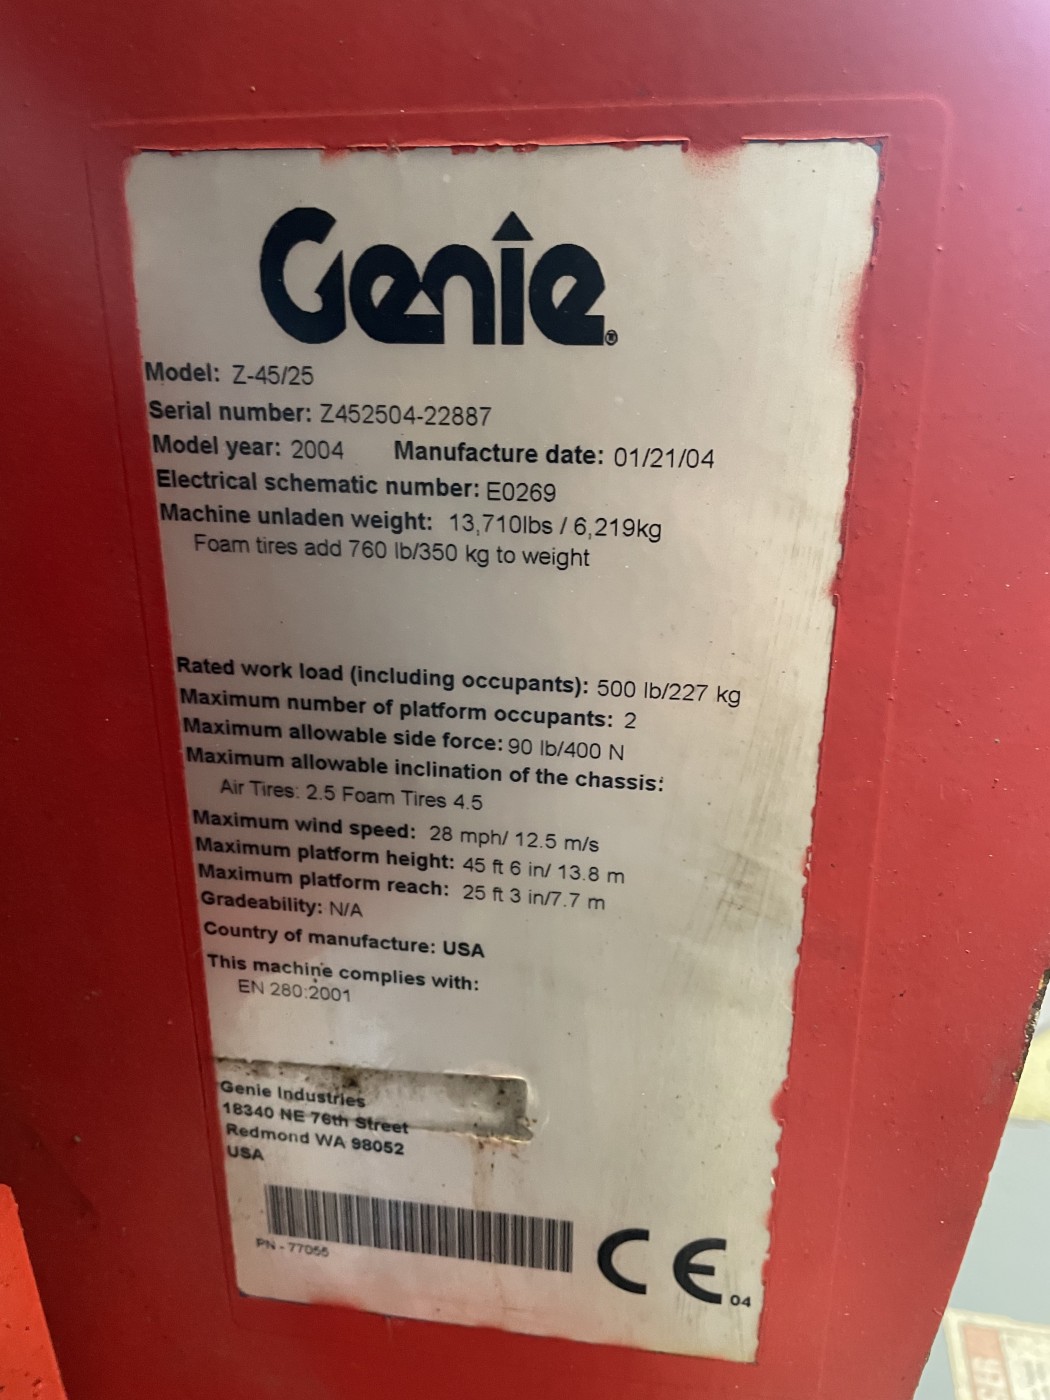 Genie®
Model: Z-45/25
Serial number: Z452504-22887
Model year: 2004 Manufacture date: 01/21/04
Electrical schematic number: E0269
Machine unladen weight: 13,710lbs / 6,219kg
Foam tires add 760 lb/350 kg to weight
Rated work load (including occupants): 500 lb/227 kg
Maximum number of platform occupants: 2
Maximum allowable side force: 90 lb/400 N
Maximum allowable inclination of the chassis:
Air Tires: 2.5 Foam Tires 4.5
Maximum wind speed: 28 mph/ 12.5 m/s
Maximum platform height: 45 ft 6 in/ 13.8 m
Maximum platform reach: 25 ft 3 in/7.7 m
Gradeability: N/A
Country of manufacture: USA
This machine complies with:
EN 280:2001
Genie Industries
18340 NE 76th Street
Redmond WA 98052
USA
PN - 77055
CE 04